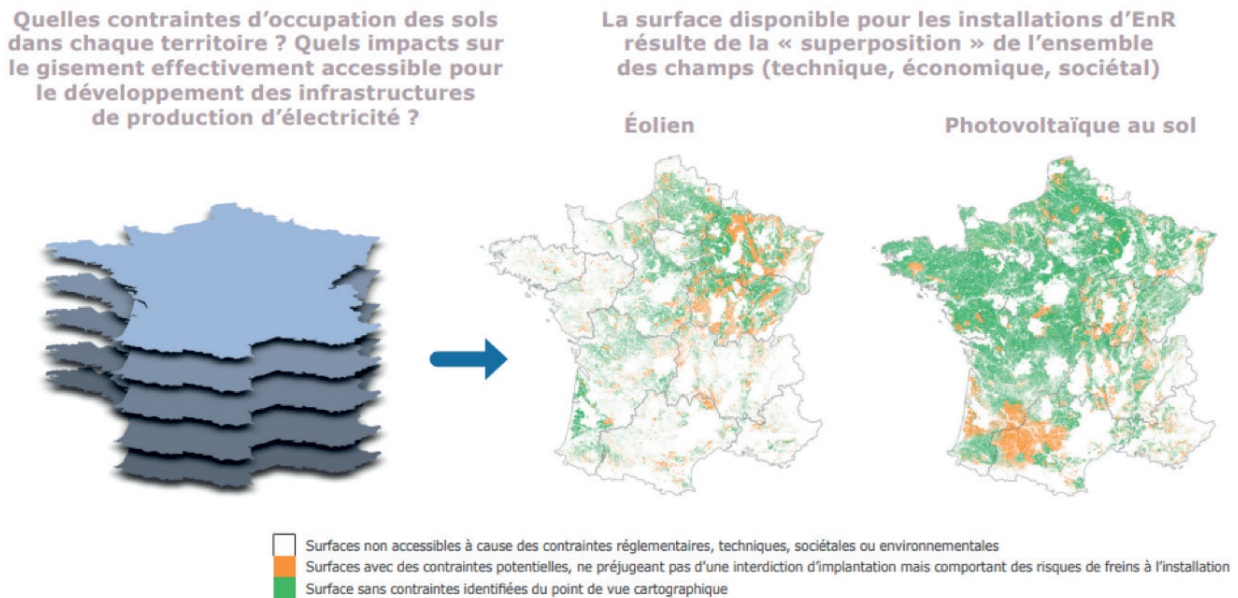 Quelles contraintes d’occupation des sols
dans chaque territoire ? Quels impacts sur
le gisement effectivement accessible pour
le développement des infrastructures
de production d’électricité ?
La surface disponible pour les installations d’EnR
résulte de la « superposition » de l’ensemble
des champs (technique, économique, sociétal)
Éolien
Photovoltaïque au sol
Surfaces non accessibles à cause des contraintes réglementaires, techniques, sociétales ou environnementales
Surfaces avec des contraintes potentielles, ne préjugeant pas d’une interdiction d’implantation mais comportant des risques de freins à l’installation
Surface sans contraintes identifiées du point de vue cartographique